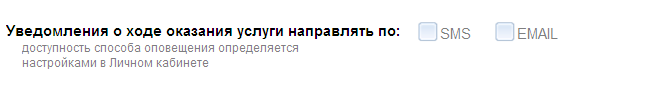 Уведомления о ходе оказания услуги направлять по: SMS EMAIL
доступность способа оповещения определяется
настройками в Личном кабинете